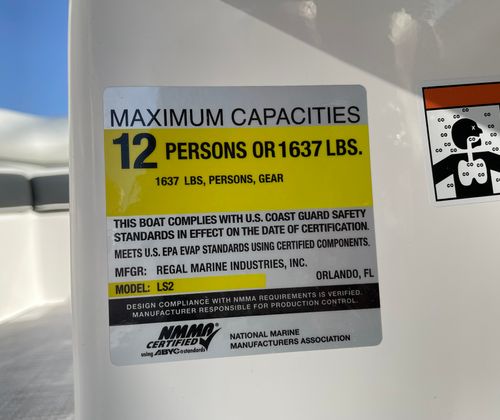 MAXIMUM CAPACITIES
12 PERSONS OR 1637 LBS.
1637 LBS, PERSONS, GEAR
THIS BOAT COMPLIES WITH U.S. COAST GUARD SAFETY
STANDARDS IN EFFECT ON THE DATE OF CERTIFICATION.
MEETS U.S. EPA EVAP STANDARDS USING CERTIFIED COMPONENTS.
MFGR: REGAL MARINE INDUSTRIES, INC.
ORLANDO, FL
MODEL: LS2
DESIGN COMPLIANCE WITH NMMA REQUIREMENTS IS VERIFIED.
MANUFACTURER RESPONSIBLE FOR PRODUCTION CONTROL.
NMMA
CERTIFIED
using ABYC standards
NATIONAL MARINE
MANUFACTURERS ASSOCIATION